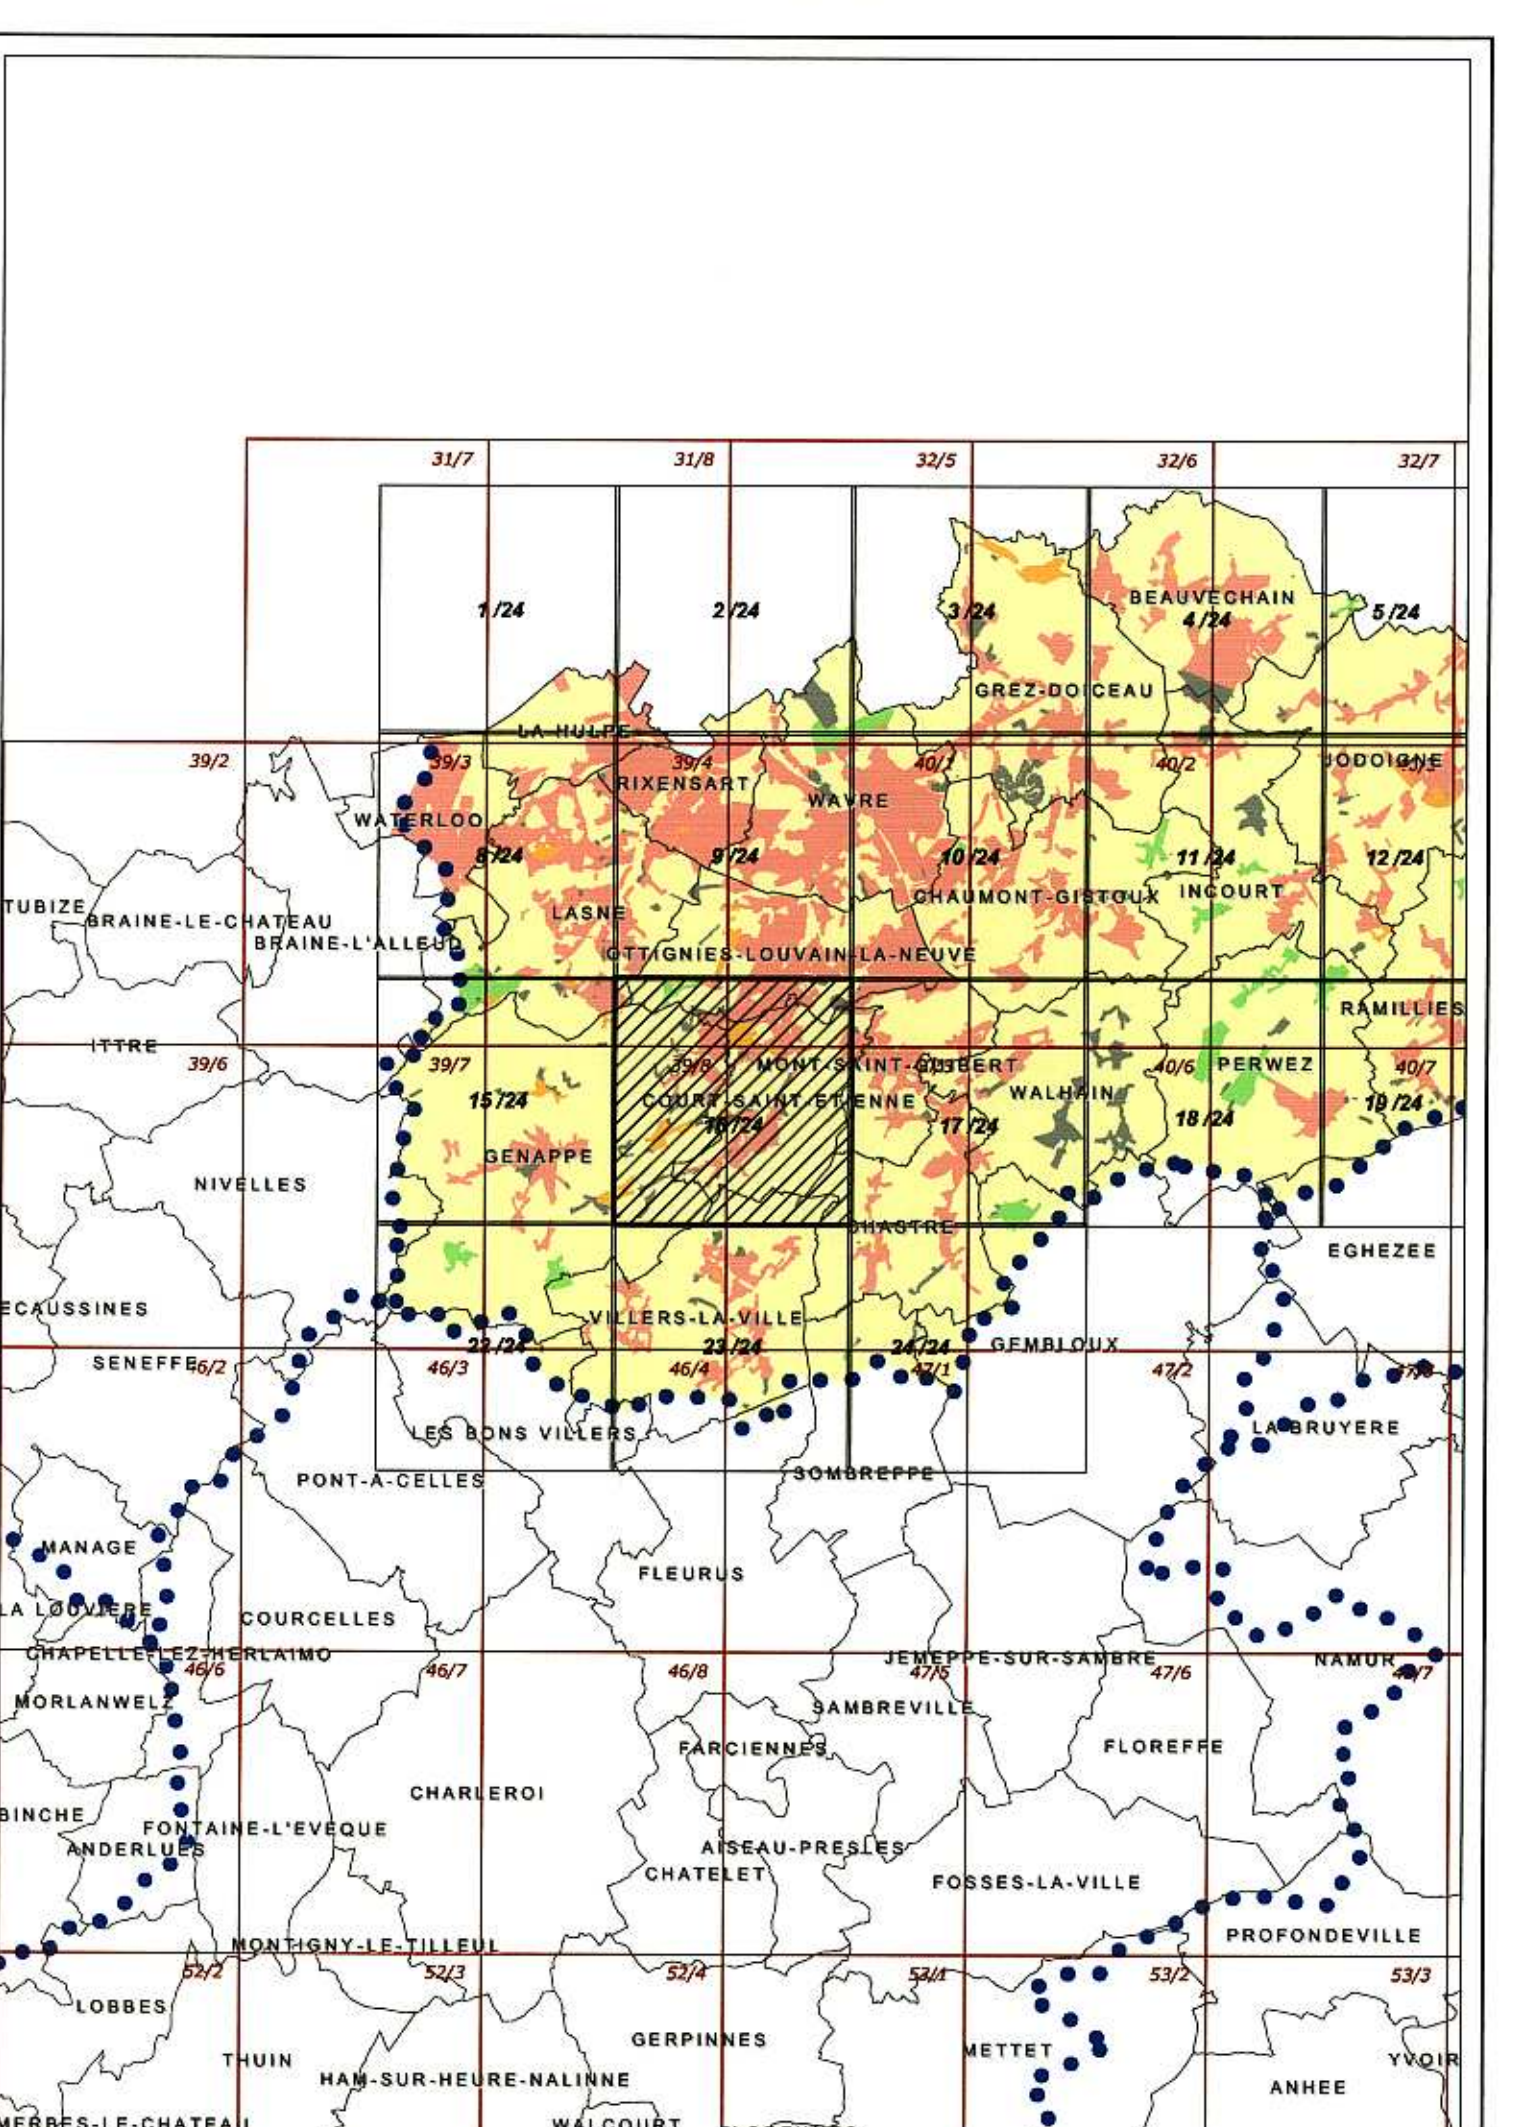 31/7 31/8 32/5 32/6 32/7
BEAUVECHAIN
1/24 2/24 3/24 4/24 5/24
GREZ-DOICEAU
LA HULPE
39/2 39/3 39/4 40/1 40/2 JODOIGNE
RIXENSART
WAVRE
WATERLOO
8/24 9/24 10/24 11/24 12/24
CHAUMONT-GISTOUX INCOURT
TUBIZE
BRAINE-LE-CHATEAU
LASNE
BRAINE-L'ALLEUD
OTTIGNIES-LOUVAIN-LA-NEUVE
RAMILLIES
ITTRE
39/6 39/7 39/8 MONT-SAINT-GUIBERT 40/6 PERWEZ 40/7
WALHAIN
15/24 COURT-SAINT-ETIENNE 19/24
16/24 17/24 18/24
GENAPPE
NIVELLES
CHASTRE
EGHEZEE
ECAUSSINES
VILLERS-LA-VILLE
22/24 23/24 24/24 GEMBLOUX
SENEFFE 46/2 46/3 46/4 47/1 47/2
LES BONS VILLERS
LA BRUYERE
SOMBREFFE
PONT-A-CELLES
MANAGE
FLEURUS
LA LOUVIERE
COURCELLES
CHAPELLE-LEZ-HERLAIMO
JEMEPPE-SUR-SAMBRE
NAMUR
46/6 46/7 46/8 47/5 47/6 47/7
MORLANWELZ
SAMBREVILLE
FARCIENNES
FLOREFFE
CHARLEROI
BINCHE
FONTAINE-L'EVEQUE
ANDERLUES
AISEAU-PRESLES
CHATELET
FOSSES-LA-VILLE
PROFONDEVILLE
MONTIGNY-LE-TILLEUL
52/2 52/3 52/4 53/1 53/2 53/3
LOBBES
GERPINNES
METTET
THUIN
YVOIR
HAM-SUR-HEURE-NALINNE
ANHEE
MERBES-LE-CHATEAU
WALCOURT